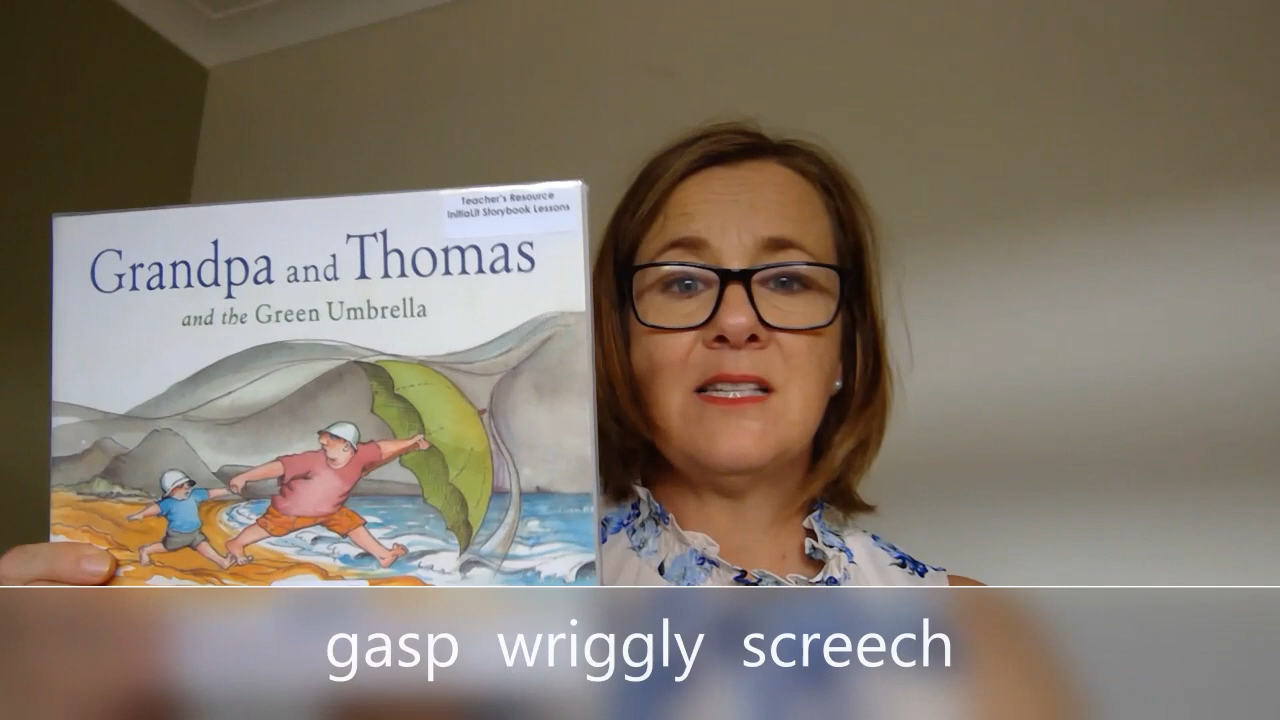 Teacher's Resource
InitiaLit Storybook Lessons
Grandpa and Thomas
and the Green Umbrella
gasp wriggly screech